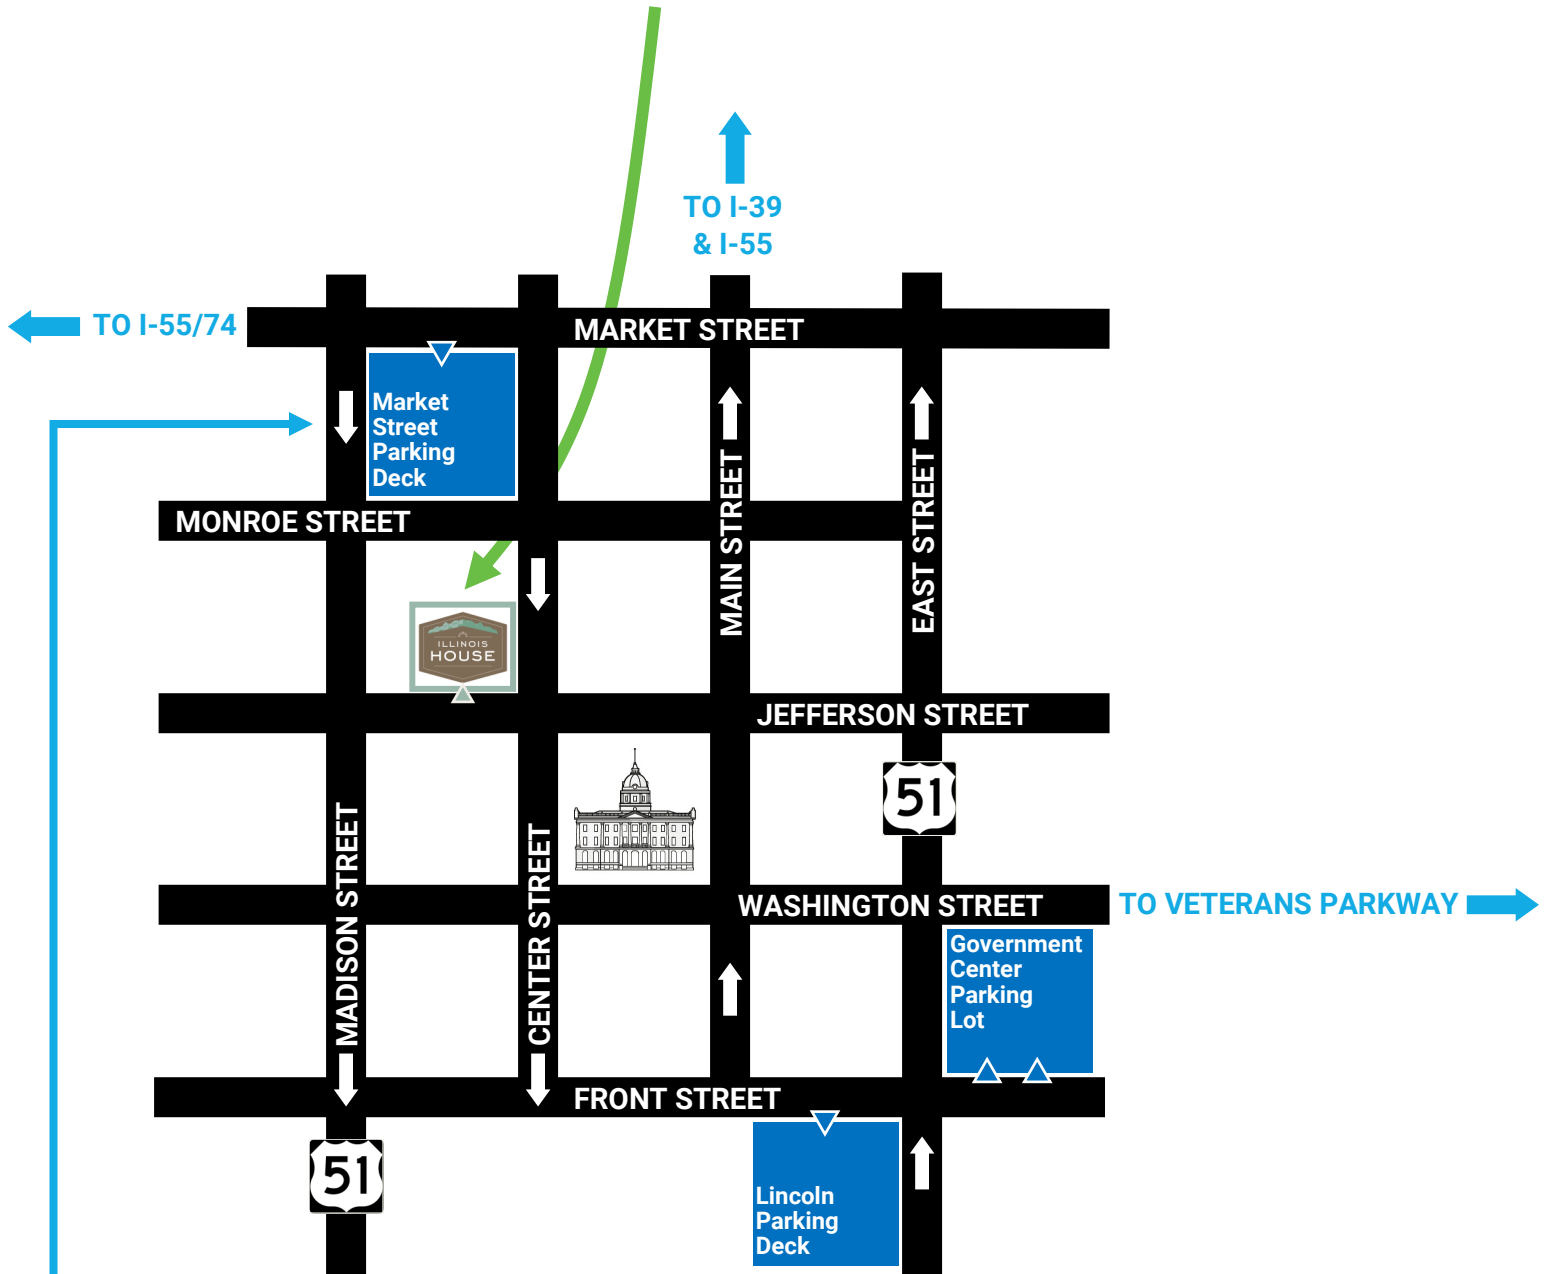 TO I-39
& I-55
TO I-55/74
MARKET STREET
Market
Street
Parking
Deck
MONROE STREET
MAIN STREET
EAST STREET
ILLINOIS
HOUSE
JEFFERSON STREET
51
MADISON STREET
CENTER STREET
WASHINGTON STREET
TO VETERANS PARKWAY
Government
Center
Parking
Lot
FRONT STREET
51
Lincoln
Parking
Deck